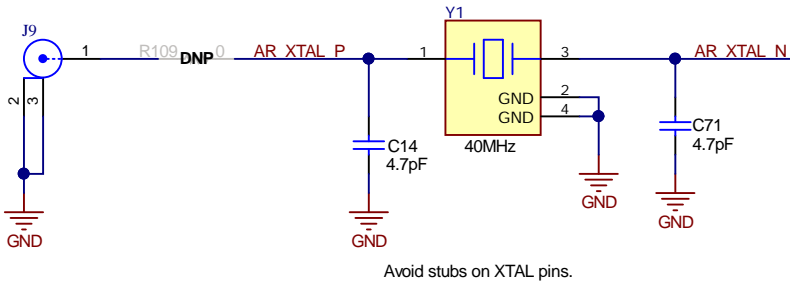 J9
1
2
3
GND
R109 DNP 0
AR_XTAL_P
C14
4.7pF
GND
Y1
1
3
GND 2
GND 4
40MHz
GND
AR_XTAL_N
C71
4.7pF
GND
Avoid stubs on XTAL pins.